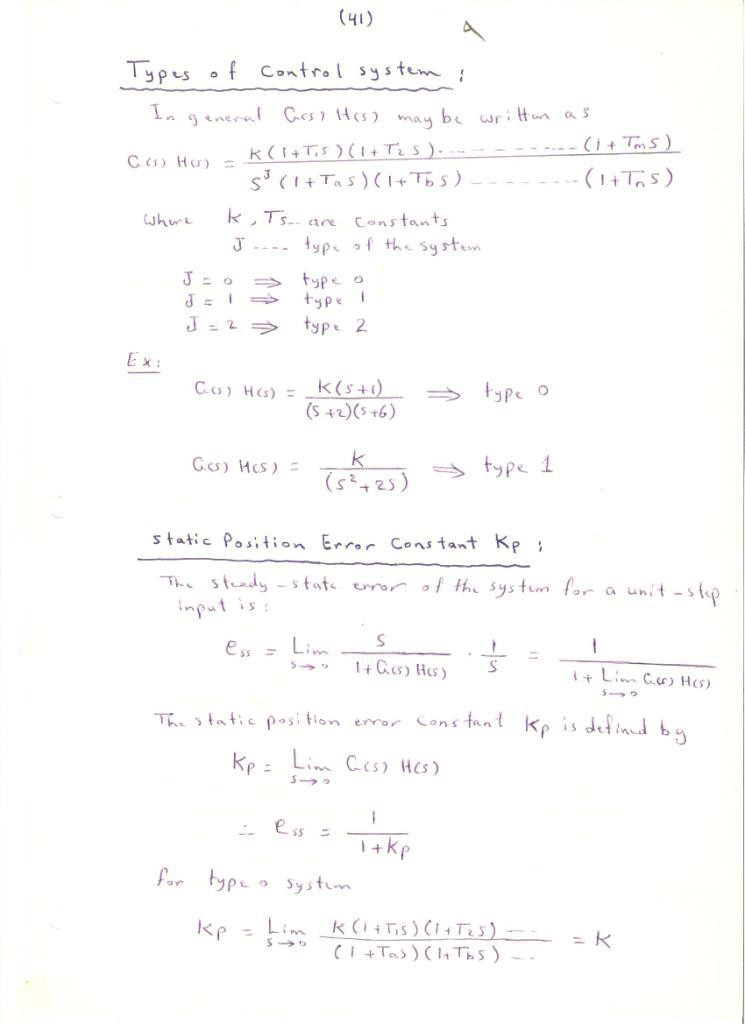 (41)
Types of Control system :
In general G(s) H(s) may be written as
G(s) H(s) = K(1+T1s)(1+T2s).----------(1+Tms) / S^J (1+Tas)(1+Tbs)--------(1+Tns)
where K, Ts... are constants
J ---- type of the system
J = 0 ⇒ type 0
J = 1 ⇒ type 1
J = 2 ⇒ type 2
Ex:
G(s) H(s) = K(s+1) / (s+2)(s+6) ⇒ type 0
G(s) H(s) = K / (s²+2s) ⇒ type 1
static Position Error Constant Kp :
The steady-state error of the system for a unit-step
input is:
ess = Lim s→0 S / 1+G(s) H(s) . 1/S = 1 / 1+ Lim s→0 G(s) H(s)
The static position error constant Kp is defined by
Kp = Lim s→0 G(s) H(s)
∴ ess = 1 / 1+Kp
for type 0 system
Kp = Lim s→0 K(1+T1s)(1+T2s)--- / (1+Tas)(1+Tbs)--- = K